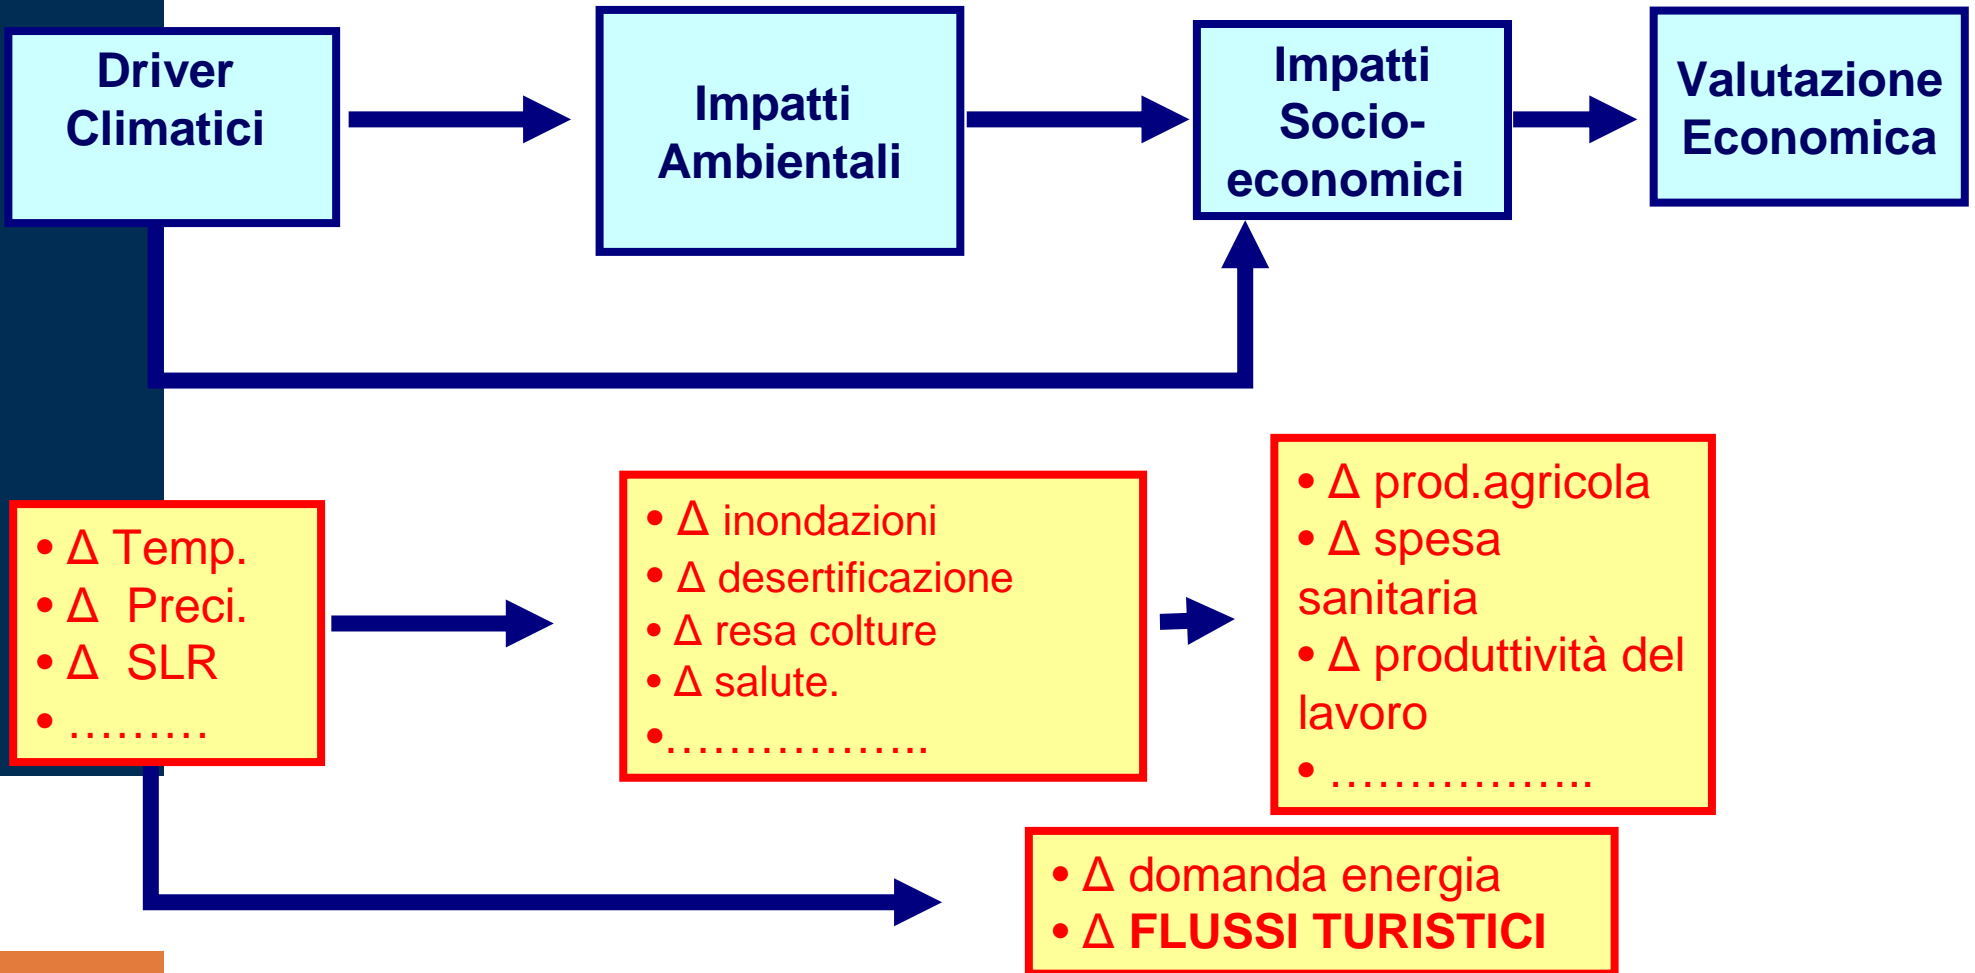 Driver
Climatici
Impatti
Ambientali
Impatti
Socio-
economici
Valutazione
Economica
• Δ Temp.
• Δ Preci.
• Δ SLR
• ………
• Δ inondazioni
• Δ desertificazione
• Δ resa colture
• Δ salute.
•……………..
• Δ prod.agricola
• Δ spesa
sanitaria
• Δ produttività del
lavoro
• ……………..
• Δ domanda energia
• Δ FLUSSI TURISTICI